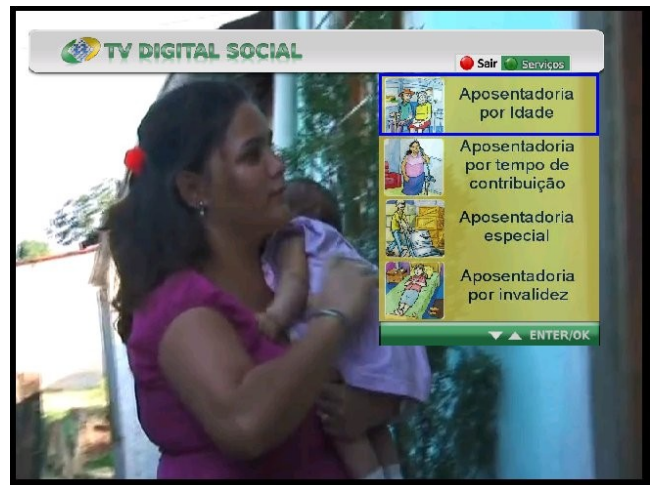 TV DIGITAL SOCIAL
Sair Serviços
Aposentadoria
por Idade
Aposentadoria
por tempo de
contribuição
Aposentadoria
especial
Aposentadoria
por invalidez
ENTER/OK